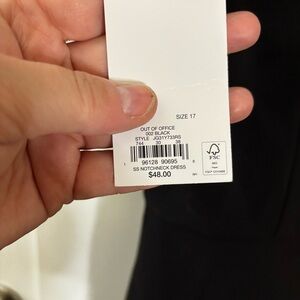 SIZE 17
OUT OF OFFICE
002 BLACK
STYLE JG31Y733R5
744 30 38
96128 90695
SS NOTCHNECK DRESS
$48.00
FSC